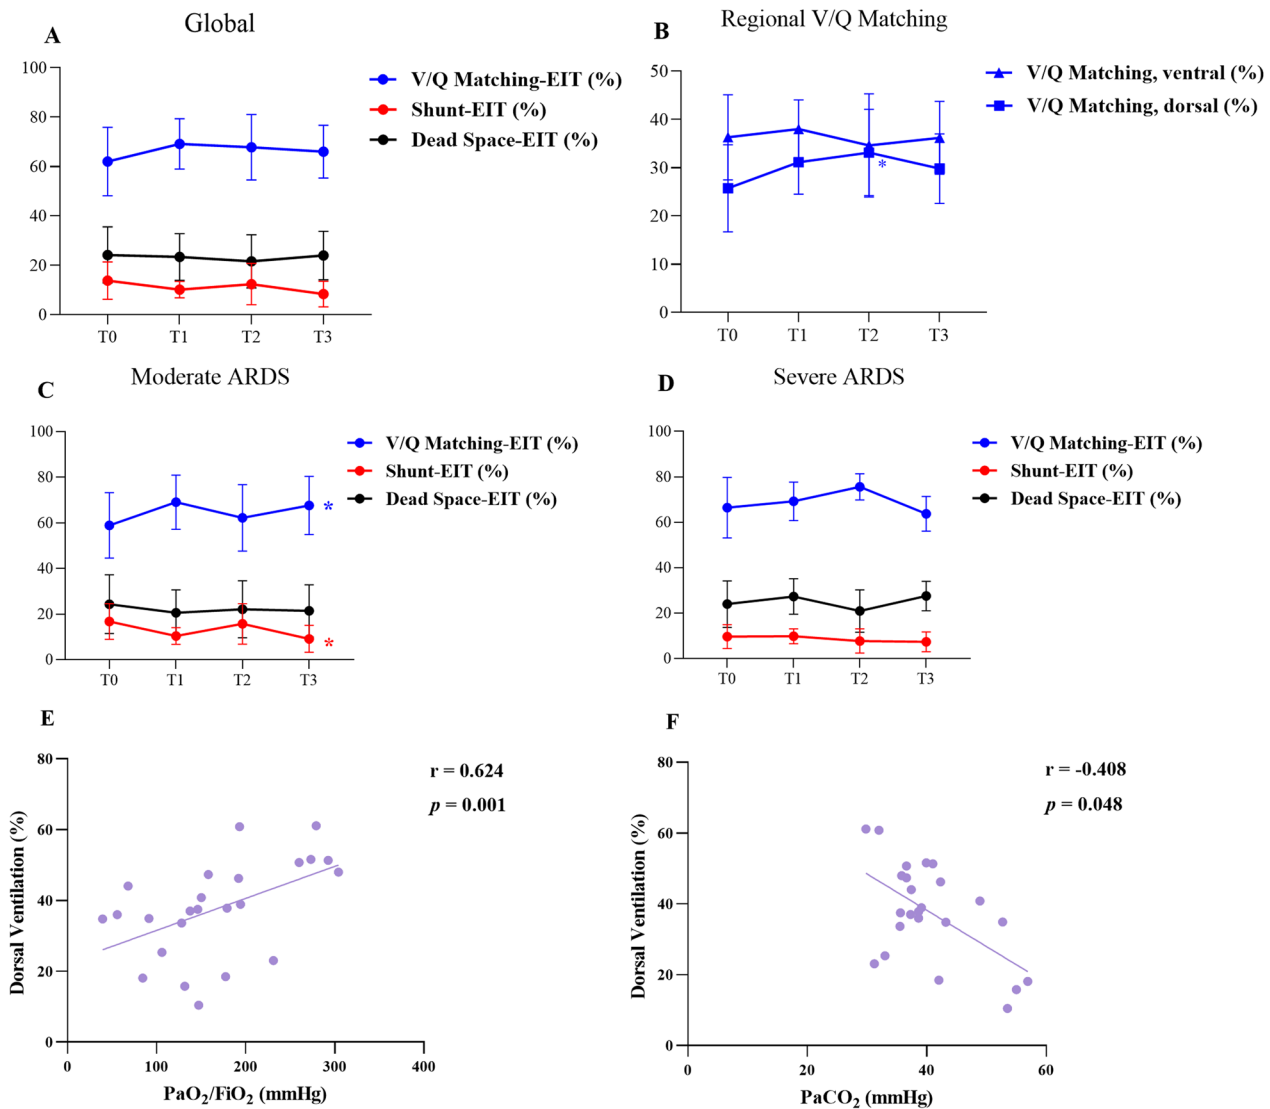 A
Global
V/Q Matching-EIT (%)
Shunt-EIT (%)
Dead Space-EIT (%)
100
80
60
40
20
0
T0 T1 T2 T3
B
Regional V/Q Matching
V/Q Matching, ventral (%)
V/Q Matching, dorsal (%)
50
40
30
20
10
0
*
T0 T1 T2 T3
C
Moderate ARDS
V/Q Matching-EIT (%)
Shunt-EIT (%)
Dead Space-EIT (%)
100
80
60
40
20
0
*
*
T0 T1 T2 T3
D
Severe ARDS
V/Q Matching-EIT (%)
Shunt-EIT (%)
Dead Space-EIT (%)
100
80
60
40
20
0
T0 T1 T2 T3
E
r = 0.624
p = 0.001
Dorsal Ventilation (%)
80
60
40
20
0
0 100 200 300 400
PaO₂/FiO₂ (mmHg)
F
r = -0.408
p = 0.048
Dorsal Ventilation (%)
80
60
40
20
0
0 20 40 60
PaCO₂ (mmHg)